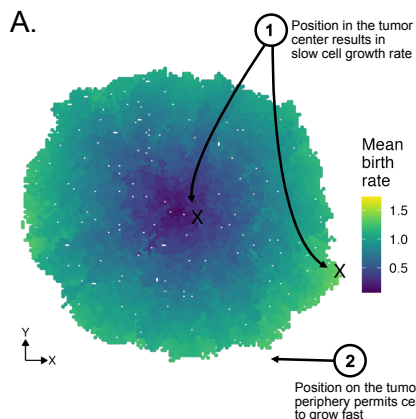 A.
1
Position in the tumor
center results in
slow cell growth rate
X
X
Mean
birth
rate
1.5
1.0
0.5
Y
X
2
Position on the tumo
periphery permits ce
to grow fast